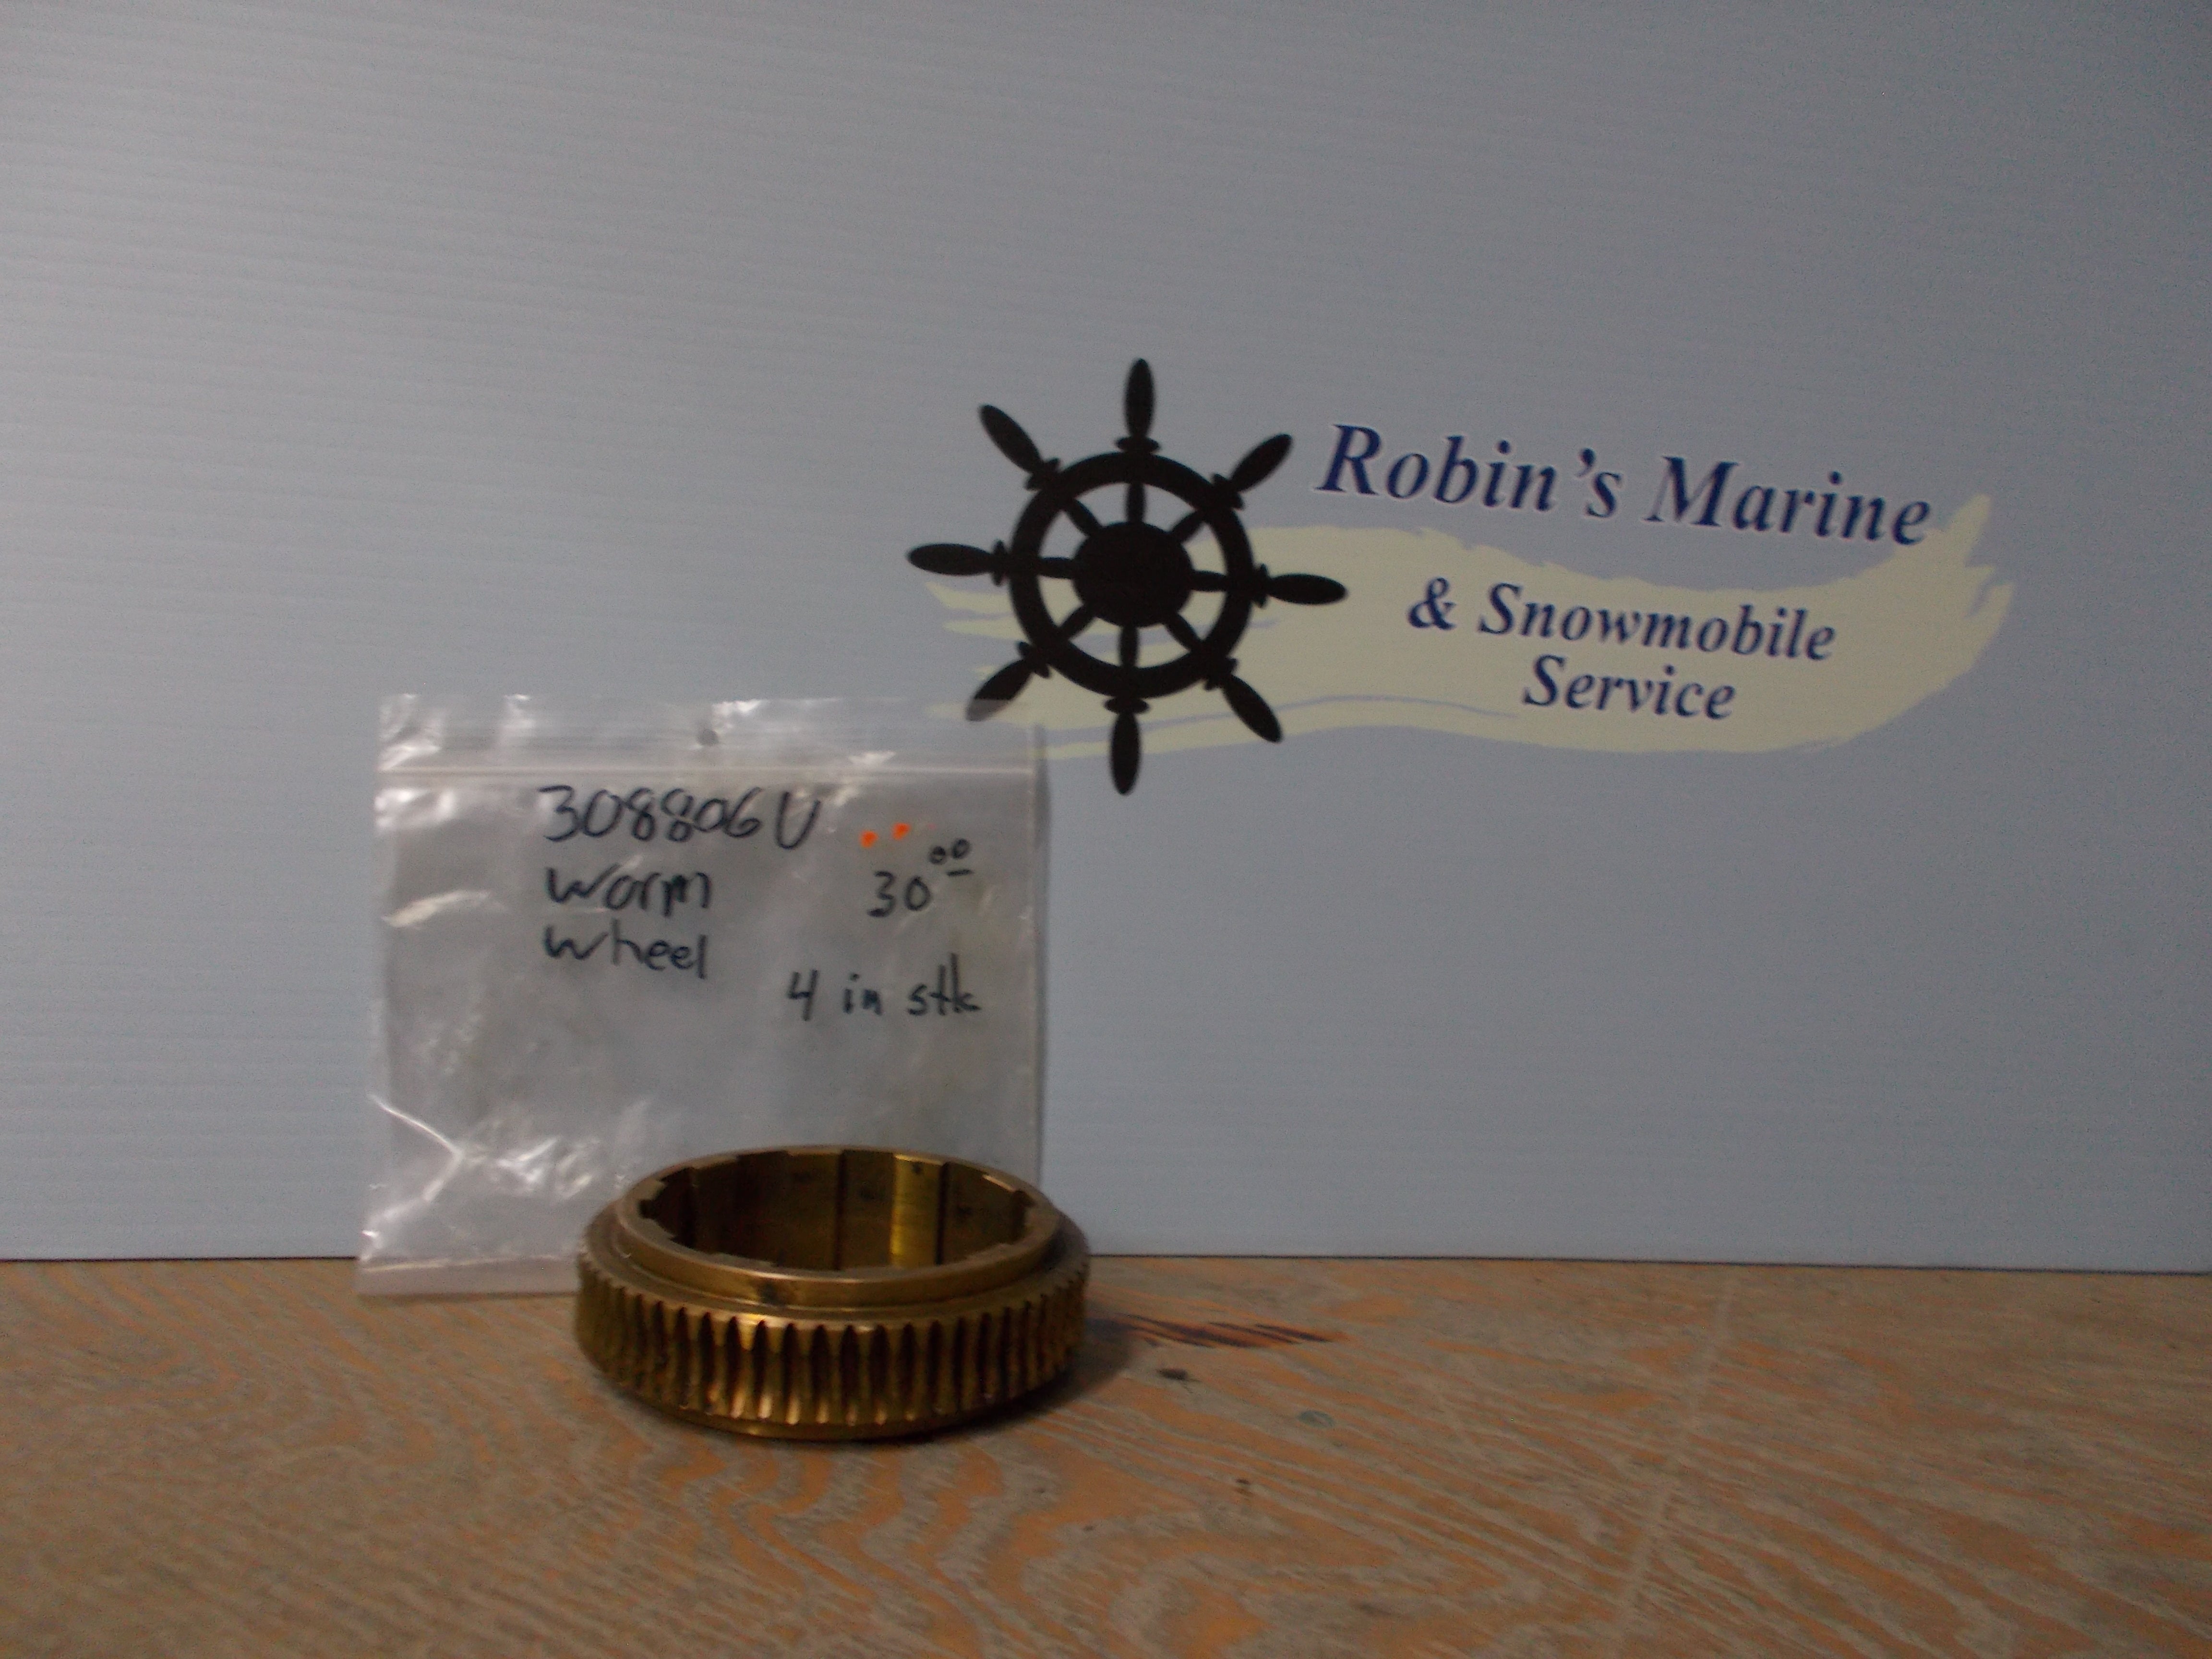 Robin's Marine
& Snowmobile
Service
308806U
worm
wheel
30.00
4 in stk